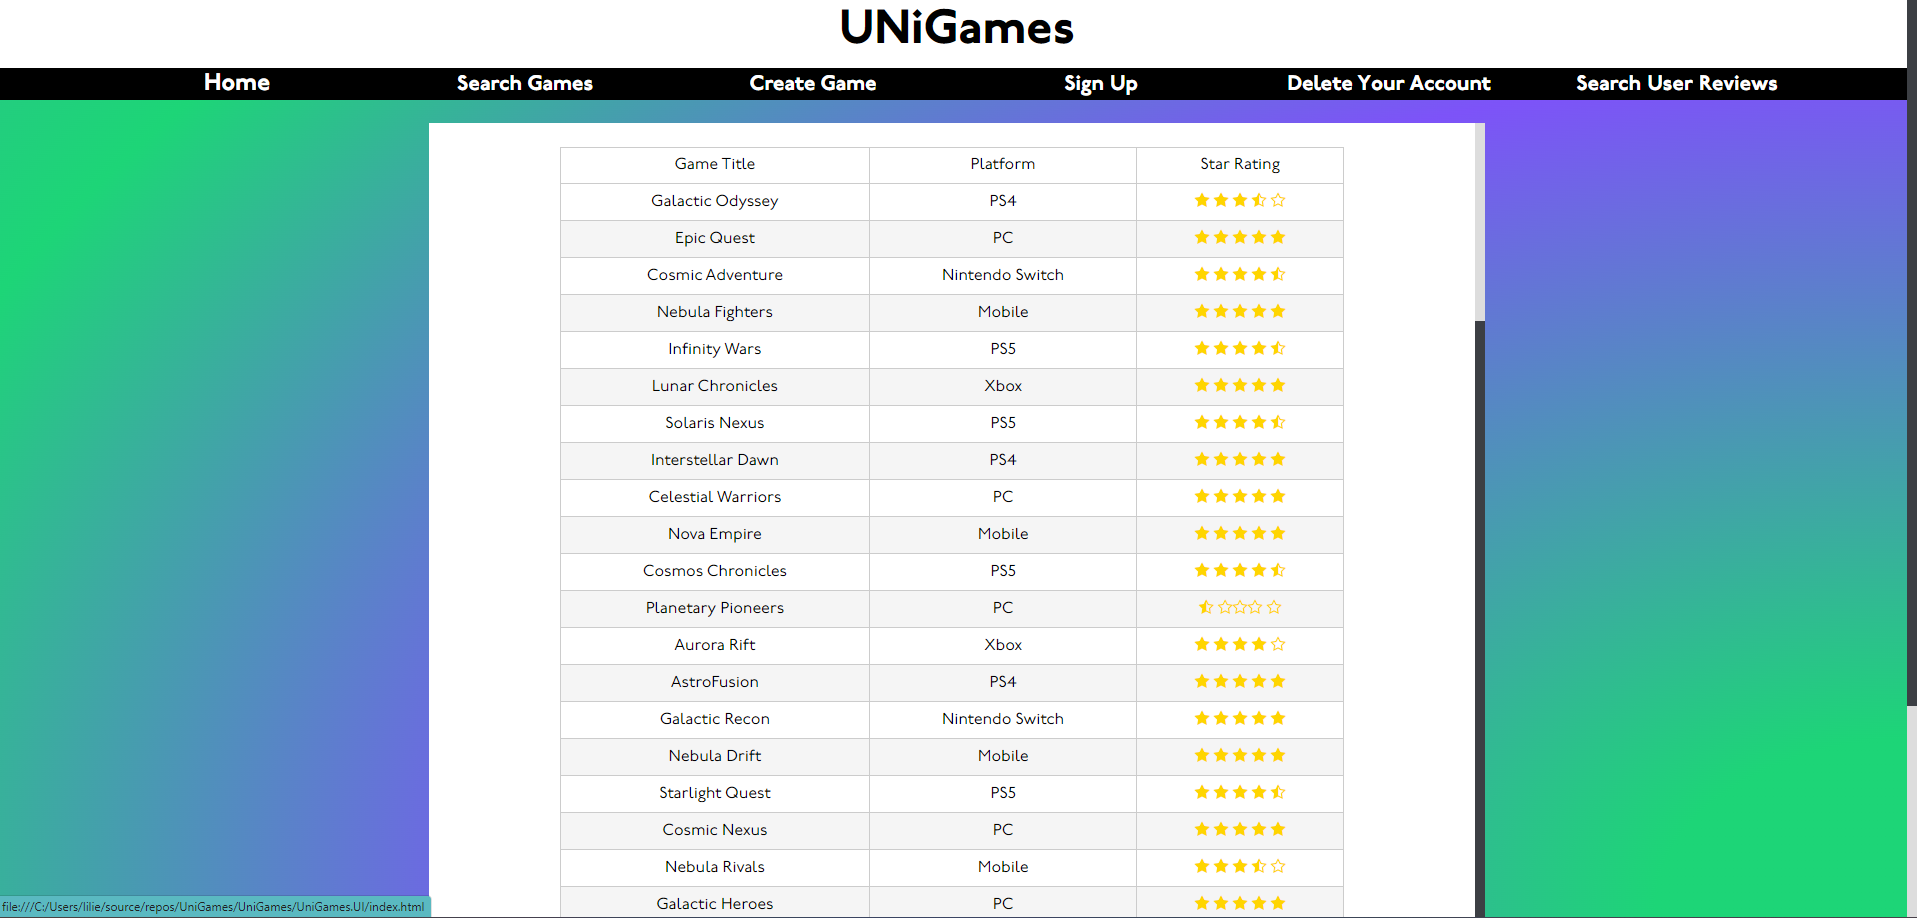 UNiGames
Home Search Games Create Game Sign Up Delete Your Account Search User Reviews
Game Title Platform Star Rating
Galactic Odyssey PS4
Epic Quest PC
Cosmic Adventure Nintendo Switch
Nebula Fighters Mobile
Infinity Wars PS5
Lunar Chronicles Xbox
Solaris Nexus PS5
Interstellar Dawn PS4
Celestial Warriors PC
Nova Empire Mobile
Cosmos Chronicles PS5
Planetary Pioneers PC
Aurora Rift Xbox
AstroFusion PS4
Galactic Recon Nintendo Switch
Nebula Drift Mobile
Starlight Quest PS5
Cosmic Nexus PC
Nebula Rivals Mobile
Galactic Heroes PC
file:///C:/Users/lilie/source/repos/UniGames/UniGames/UniGames.UI/index.html